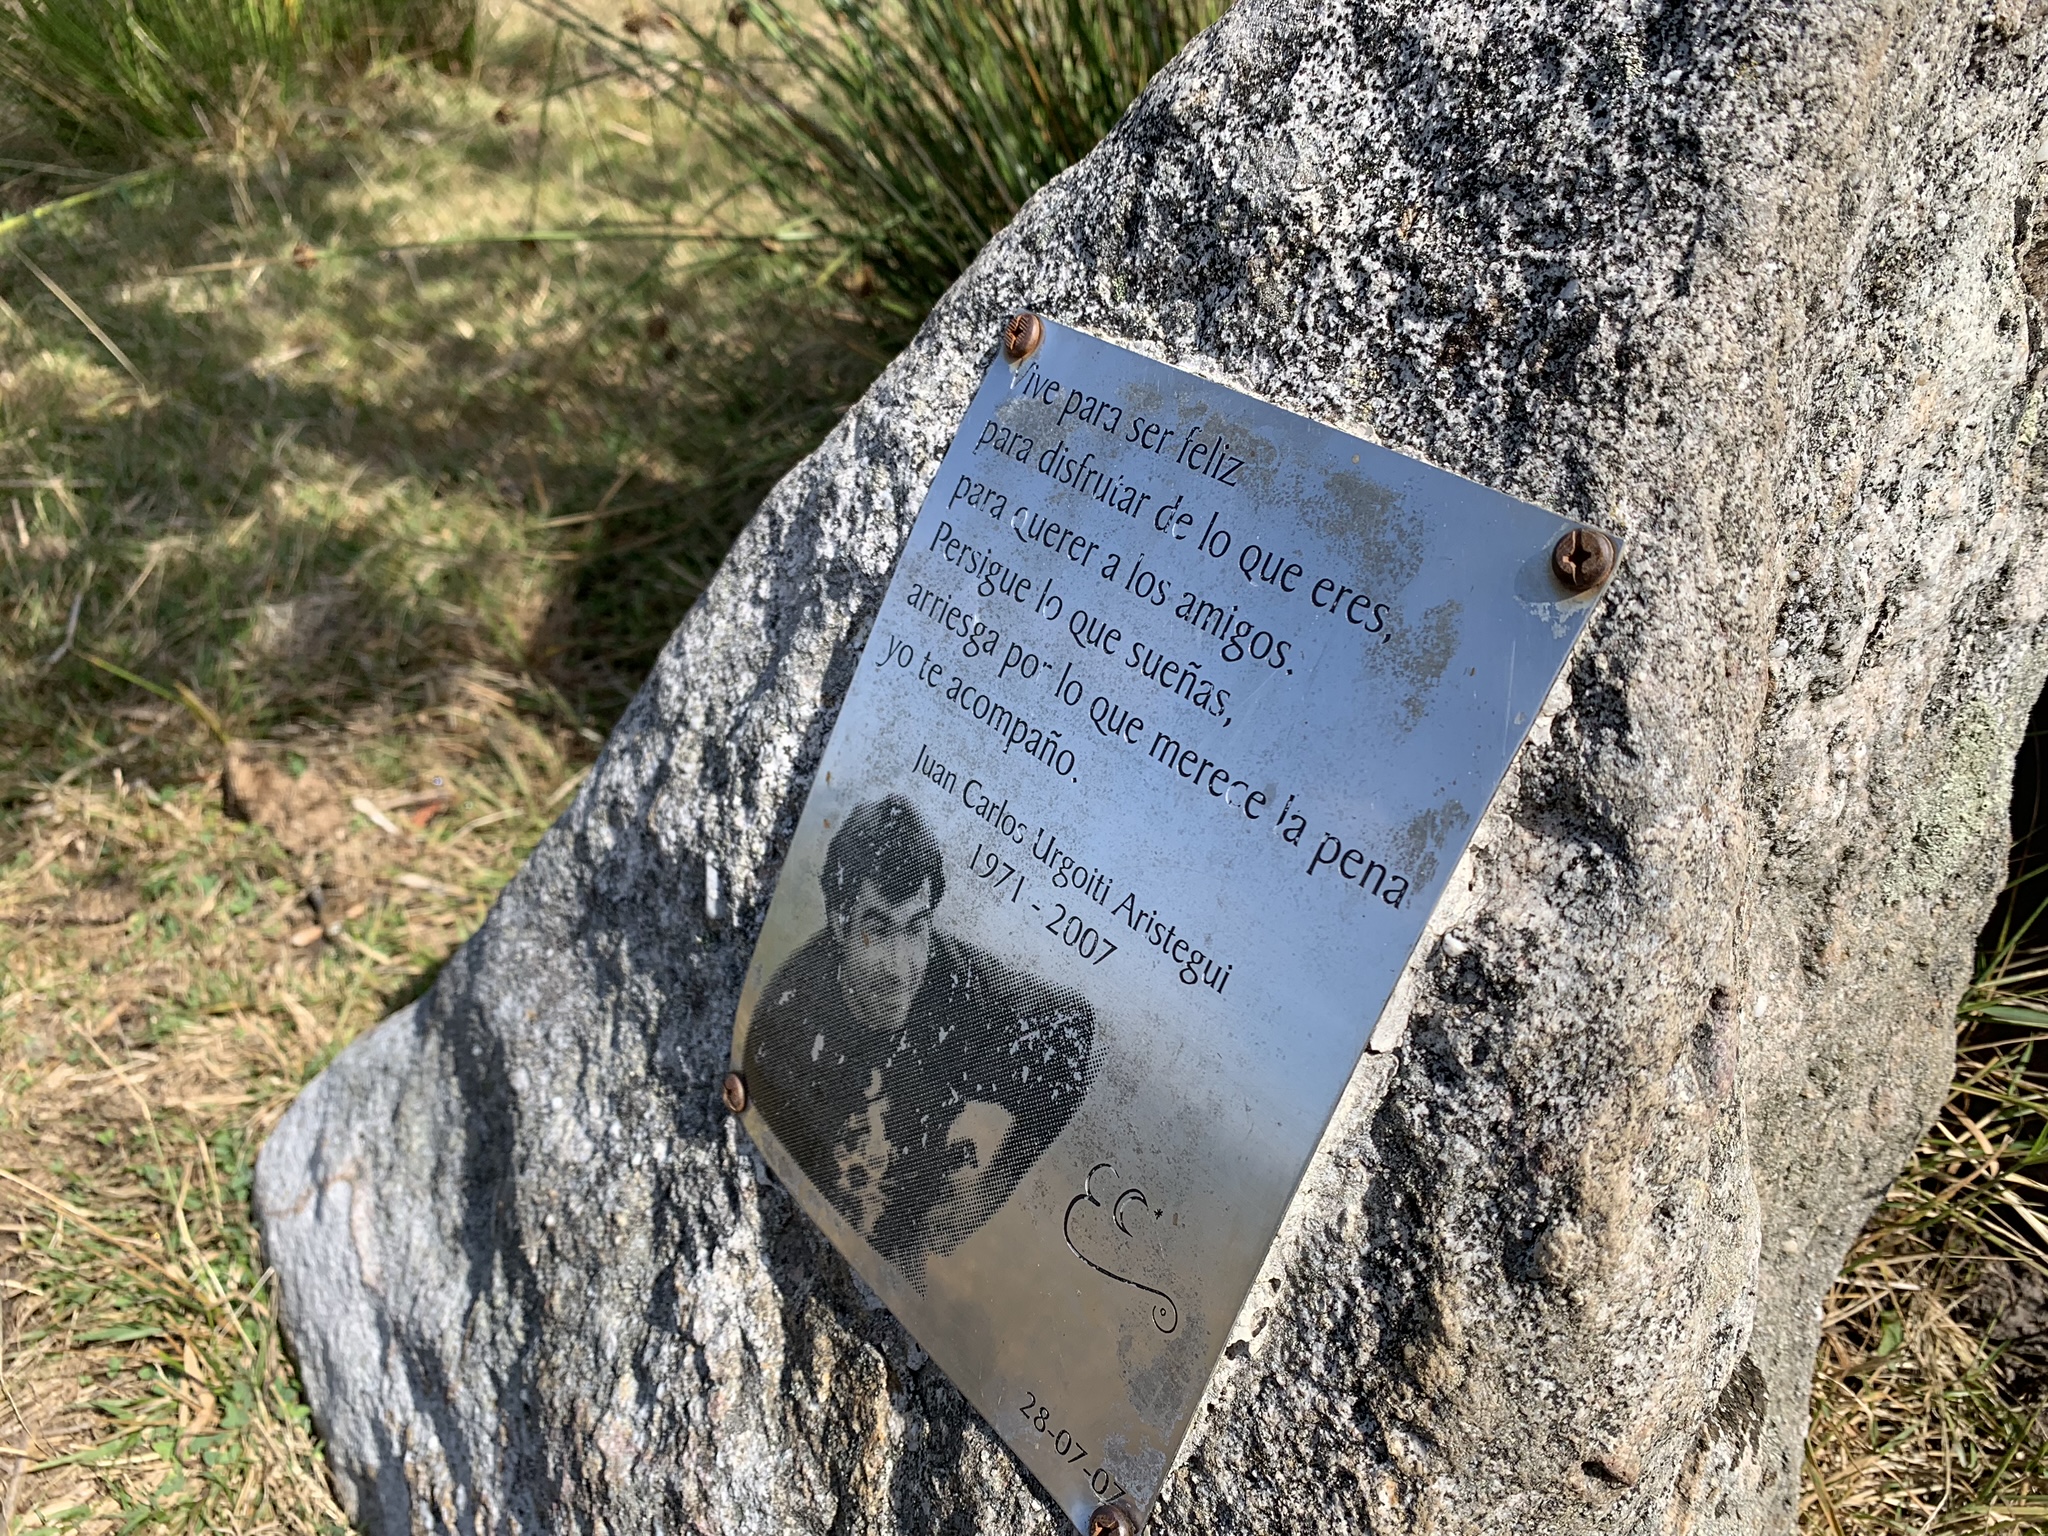 Vive para ser feliz
para disfrutar de lo que eres,
para querer a los amigos.
Persigue lo que sueñas,
arriesga por lo que merece la pena
yo te acompaño.
Juan Carlos Urgoiti Aristegui
1971 - 2007
28-07-07